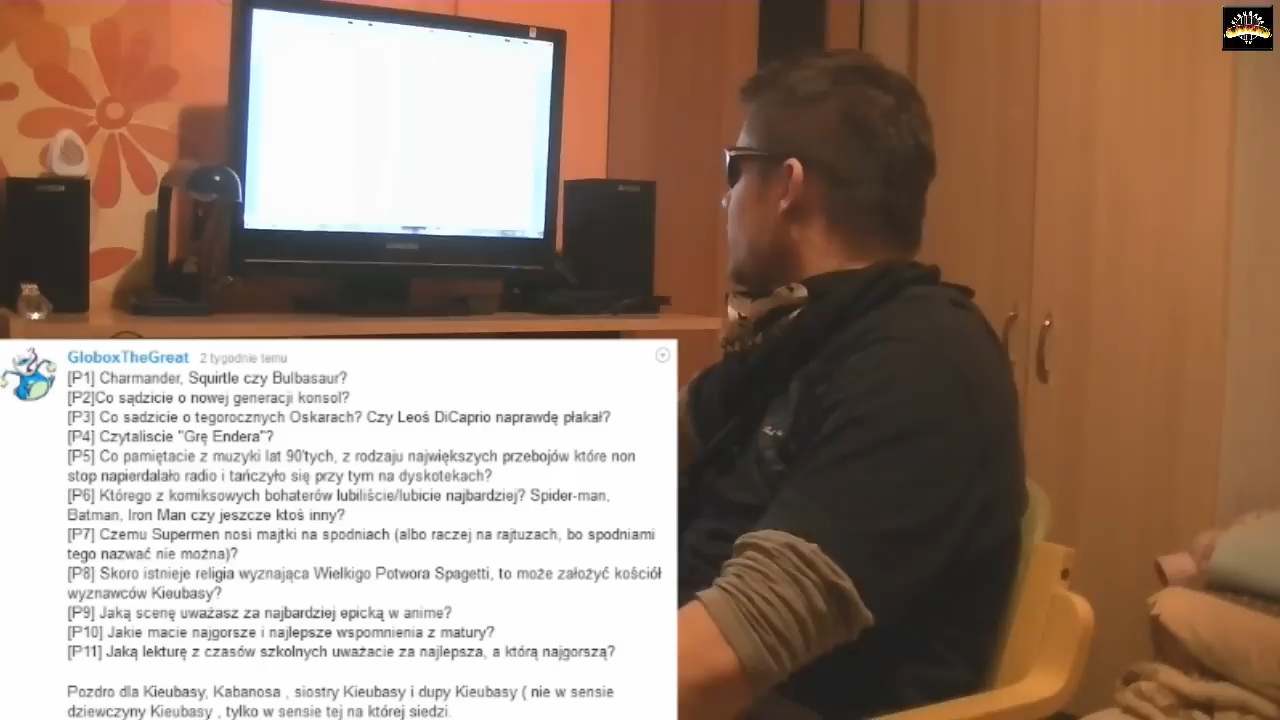 GloboxTheGreat 2 tygodnie temu
[P1] Charmander, Squirtle czy Bulbasaur?
[P2]Co sądzicie o nowej generacji konsol?
[P3] Co sadzicie o tegorocznych Oskarach? Czy Leoś DiCaprio naprawdę płakał?
[P4] Czytaliscie "Grę Endera"?
[P5] Co pamiętacie z muzyki lat 90'tych, z rodzaju największych przebojów które non
stop napierdalało radio i tańczyło się przy tym na dyskotekach?
[P6] Którego z komiksowych bohaterów lubiliście/lubicie najbardziej? Spider-man,
Batman, Iron Man czy jeszcze ktoś inny?
[P7] Czemu Supermen nosi majtki na spodniach (albo raczej na rajtuzach, bo spodniami
tego nazwać nie można)?
[P8] Skoro istnieje religia wyznająca Wielkigo Potwora Spagetti, to może założyć kościół
wyznawców Kieubasy?
[P9] Jaką scenę uważasz za najbardziej epicką w anime?
[P10] Jakie macie najgorsze i najlepsze wspomnienia z matury?
[P11] Jaką lekturę z czasów szkolnych uważacie za najlepsza, a którą najgorszą?
Pozdro dla Kieubasy, Kabanosa , siostry Kieubasy i dupy Kieubasy ( nie w sensie
dziewczyny Kieubasy , tylko w sensie tej na której siedzi.